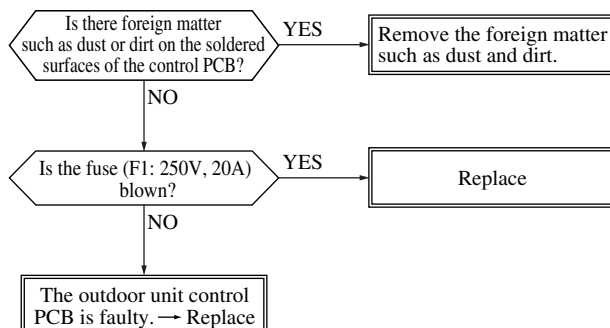 Is there foreign matter
such as dust or dirt on the soldered
surfaces of the control PCB?
YES
Remove the foreign matter
such as dust and dirt.
NO
Is the fuse (F1: 250V, 20A)
blown?
YES
Replace
NO
The outdoor unit control
PCB is faulty. → Replace